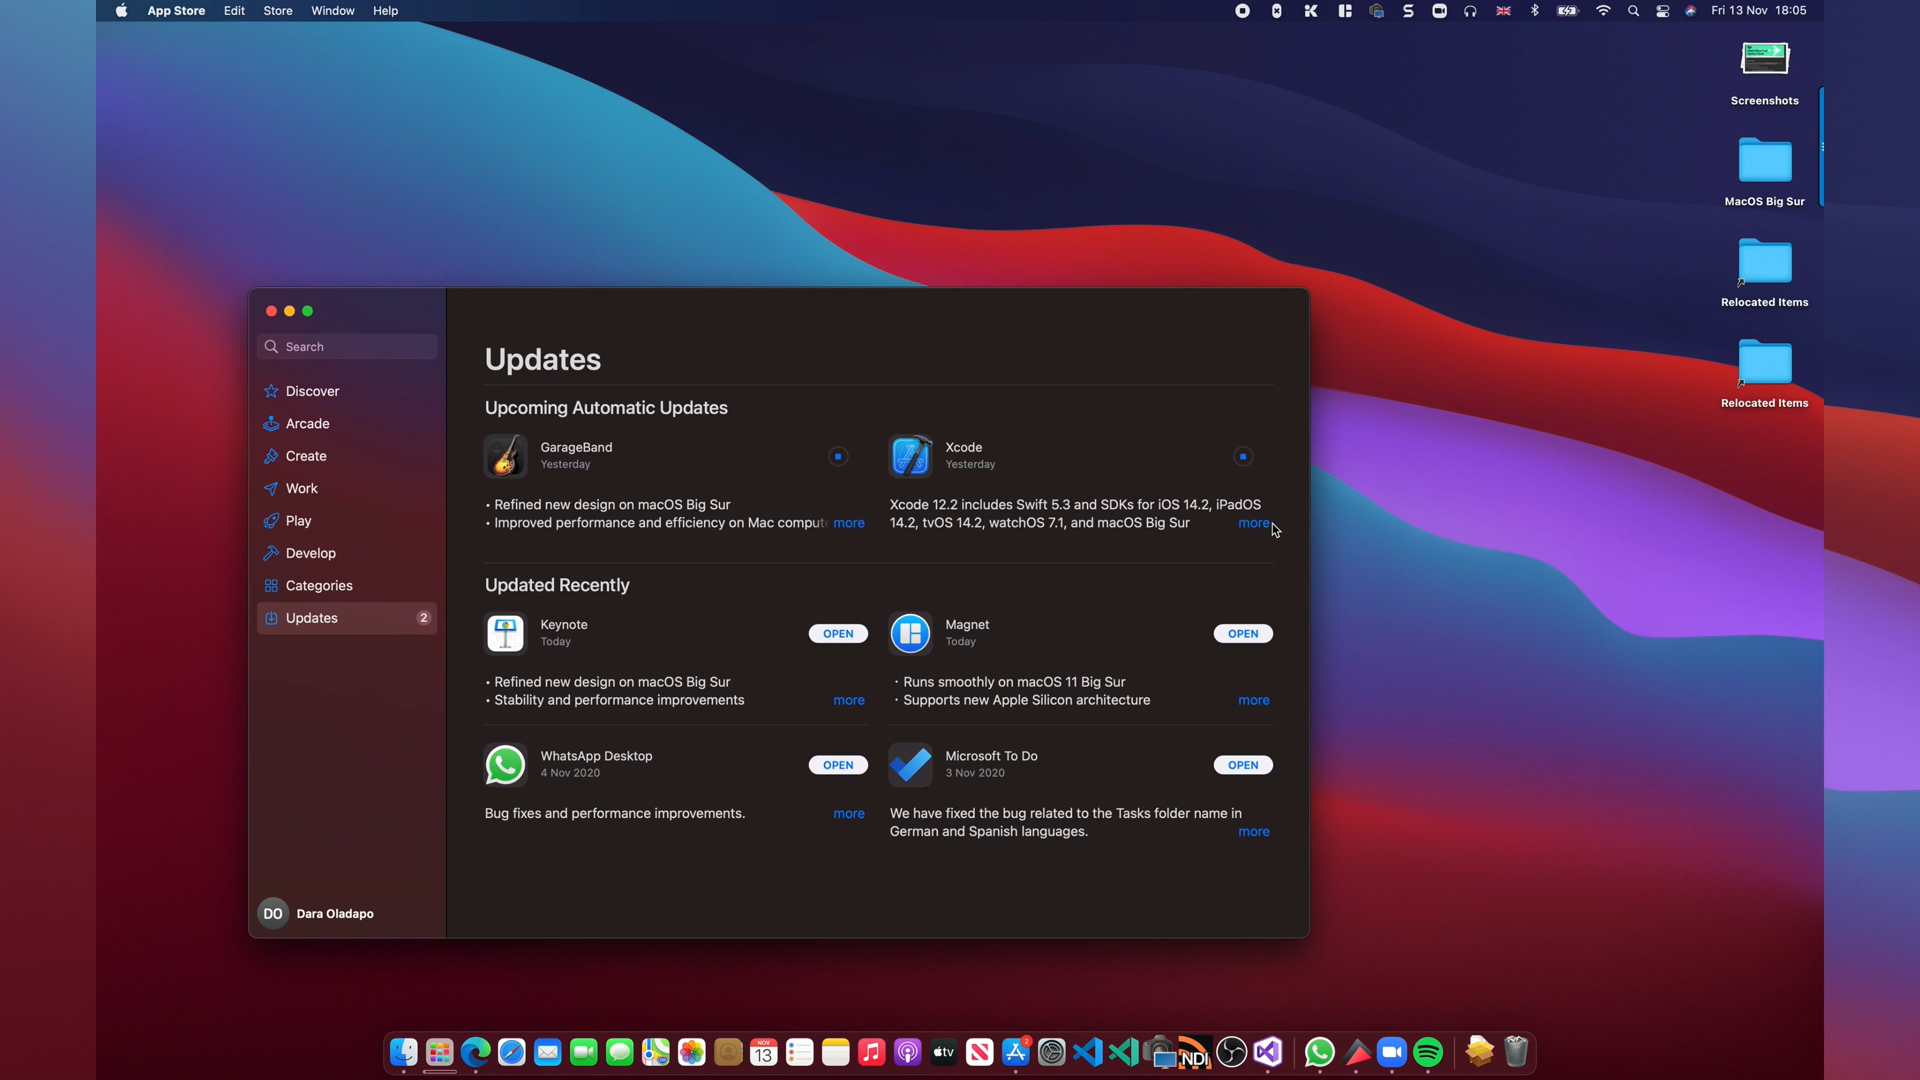 App Store Edit Store Window Help
Fri 13 Nov 18:05
Screenshots
MacOS Big Sur
Relocated Items
Relocated Items
Search
Discover
Arcade
Create
Work
Play
Develop
Categories
Updates 2
DO Dara Oladapo
Updates
Upcoming Automatic Updates
GarageBand
Yesterday
• Refined new design on macOS Big Sur
• Improved performance and efficiency on Mac comput more
Xcode
Yesterday
Xcode 12.2 includes Swift 5.3 and SDKs for iOS 14.2, iPadOS
14.2, tvOS 14.2, watchOS 7.1, and macOS Big Sur more
Updated Recently
Keynote
Today
OPEN
• Refined new design on macOS Big Sur
• Stability and performance improvements more
Magnet
Today
OPEN
· Runs smoothly on macOS 11 Big Sur
· Supports new Apple Silicon architecture more
WhatsApp Desktop
4 Nov 2020
OPEN
Bug fixes and performance improvements. more
Microsoft To Do
3 Nov 2020
OPEN
We have fixed the bug related to the Tasks folder name in
German and Spanish languages. more
NOV
13
tv
2
NDI